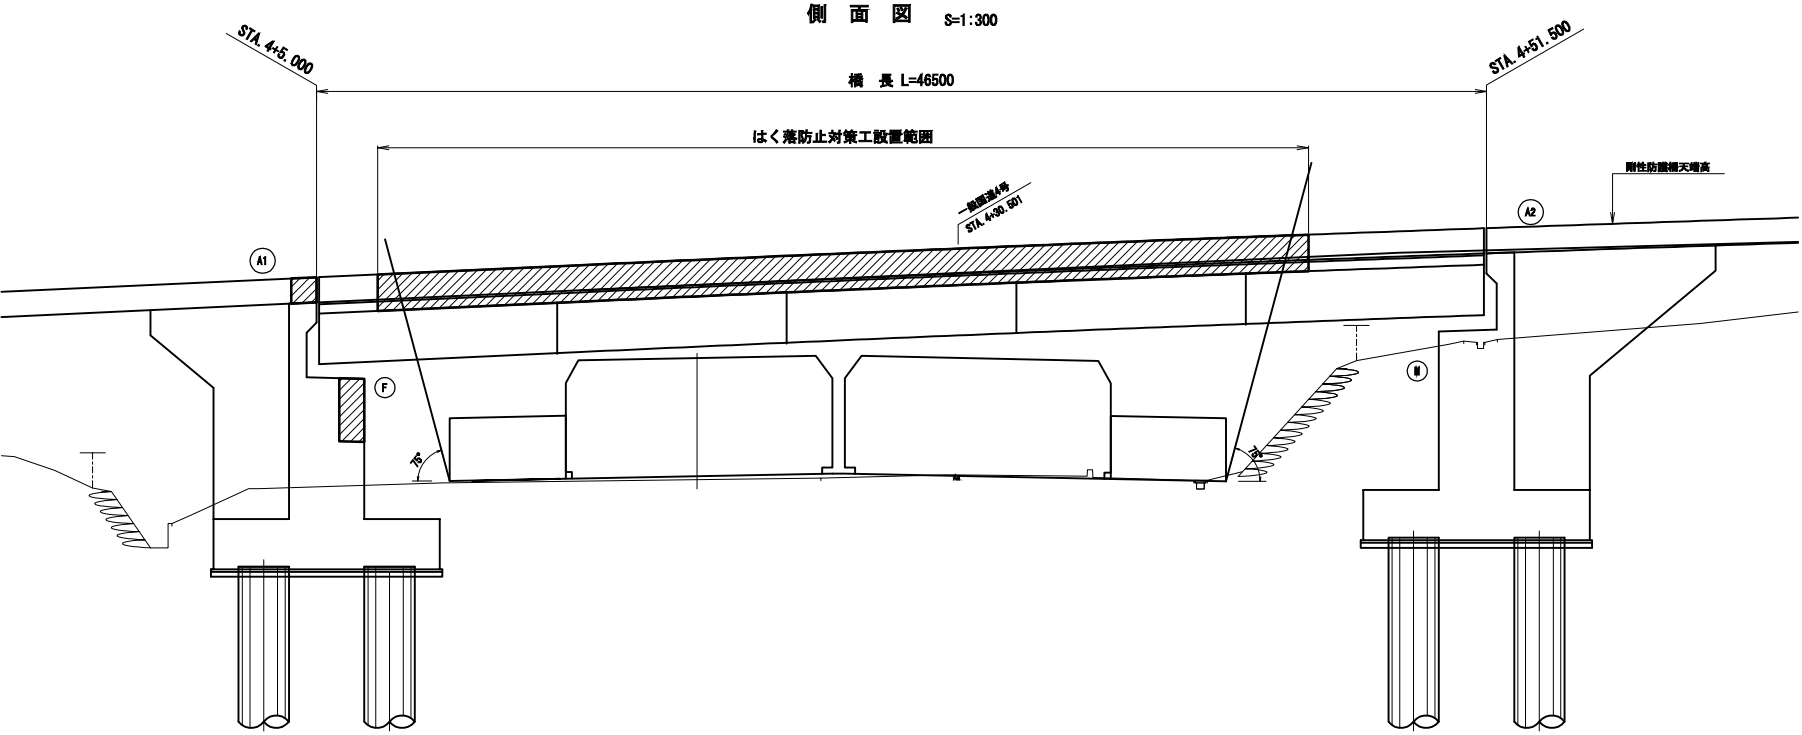 側 面 図 S=1:300
STA. 4+5.000
STA. 4+51.500
橋 長 L=46500
はく落防止対策工設置範囲
剛性防護柵天端高
一般国道4号
STA. 4+30.501
A2
A1
F
M
75°
75°